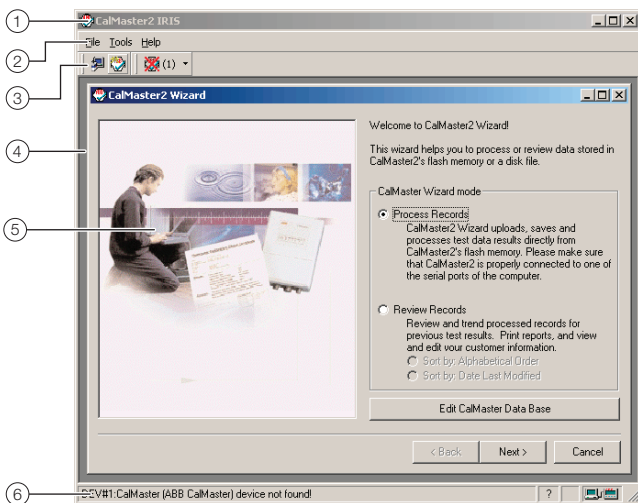 1
CalMaster2 IRIS
2
File Tools Help
3
(1)
CalMaster2 Wizard
Welcome to CalMaster2 Wizard!
This wizard helps you to process or review data stored in
CalMaster2's flash memory or a disk file.
4
CalMaster Wizard mode
Process Records
CalMaster2 Wizard uploads, saves and
processes test data results directly from
CalMaster2's flash memory. Please make sure
that CalMaster2 is properly connected to one of
the serial ports of the computer.
5
Review Records
Review and trend processed records for
previous test results. Print reports, and view
and edit your customer information.
Sort by: Alphabetical Order
Sort by: Date Last Modified
Edit CalMaster Data Base
< Back Next > Cancel
6
DEV#1:CalMaster (ABB CalMaster) device not found!
?